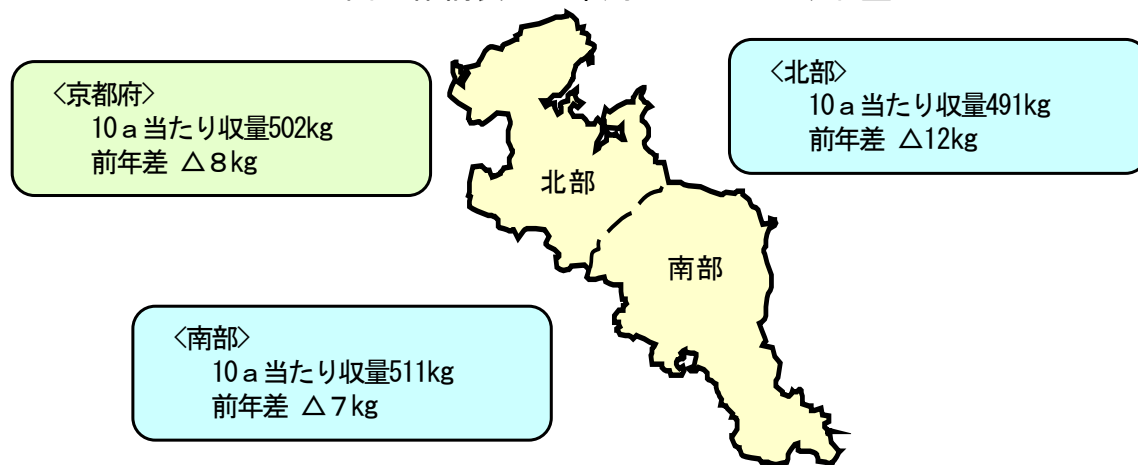 <京都府>
10a当たり収量502kg
前年差 △8kg
<北部>
10a当たり収量491kg
前年差 △12kg
北部
南部
<南部>
10a当たり収量511kg
前年差 △7kg